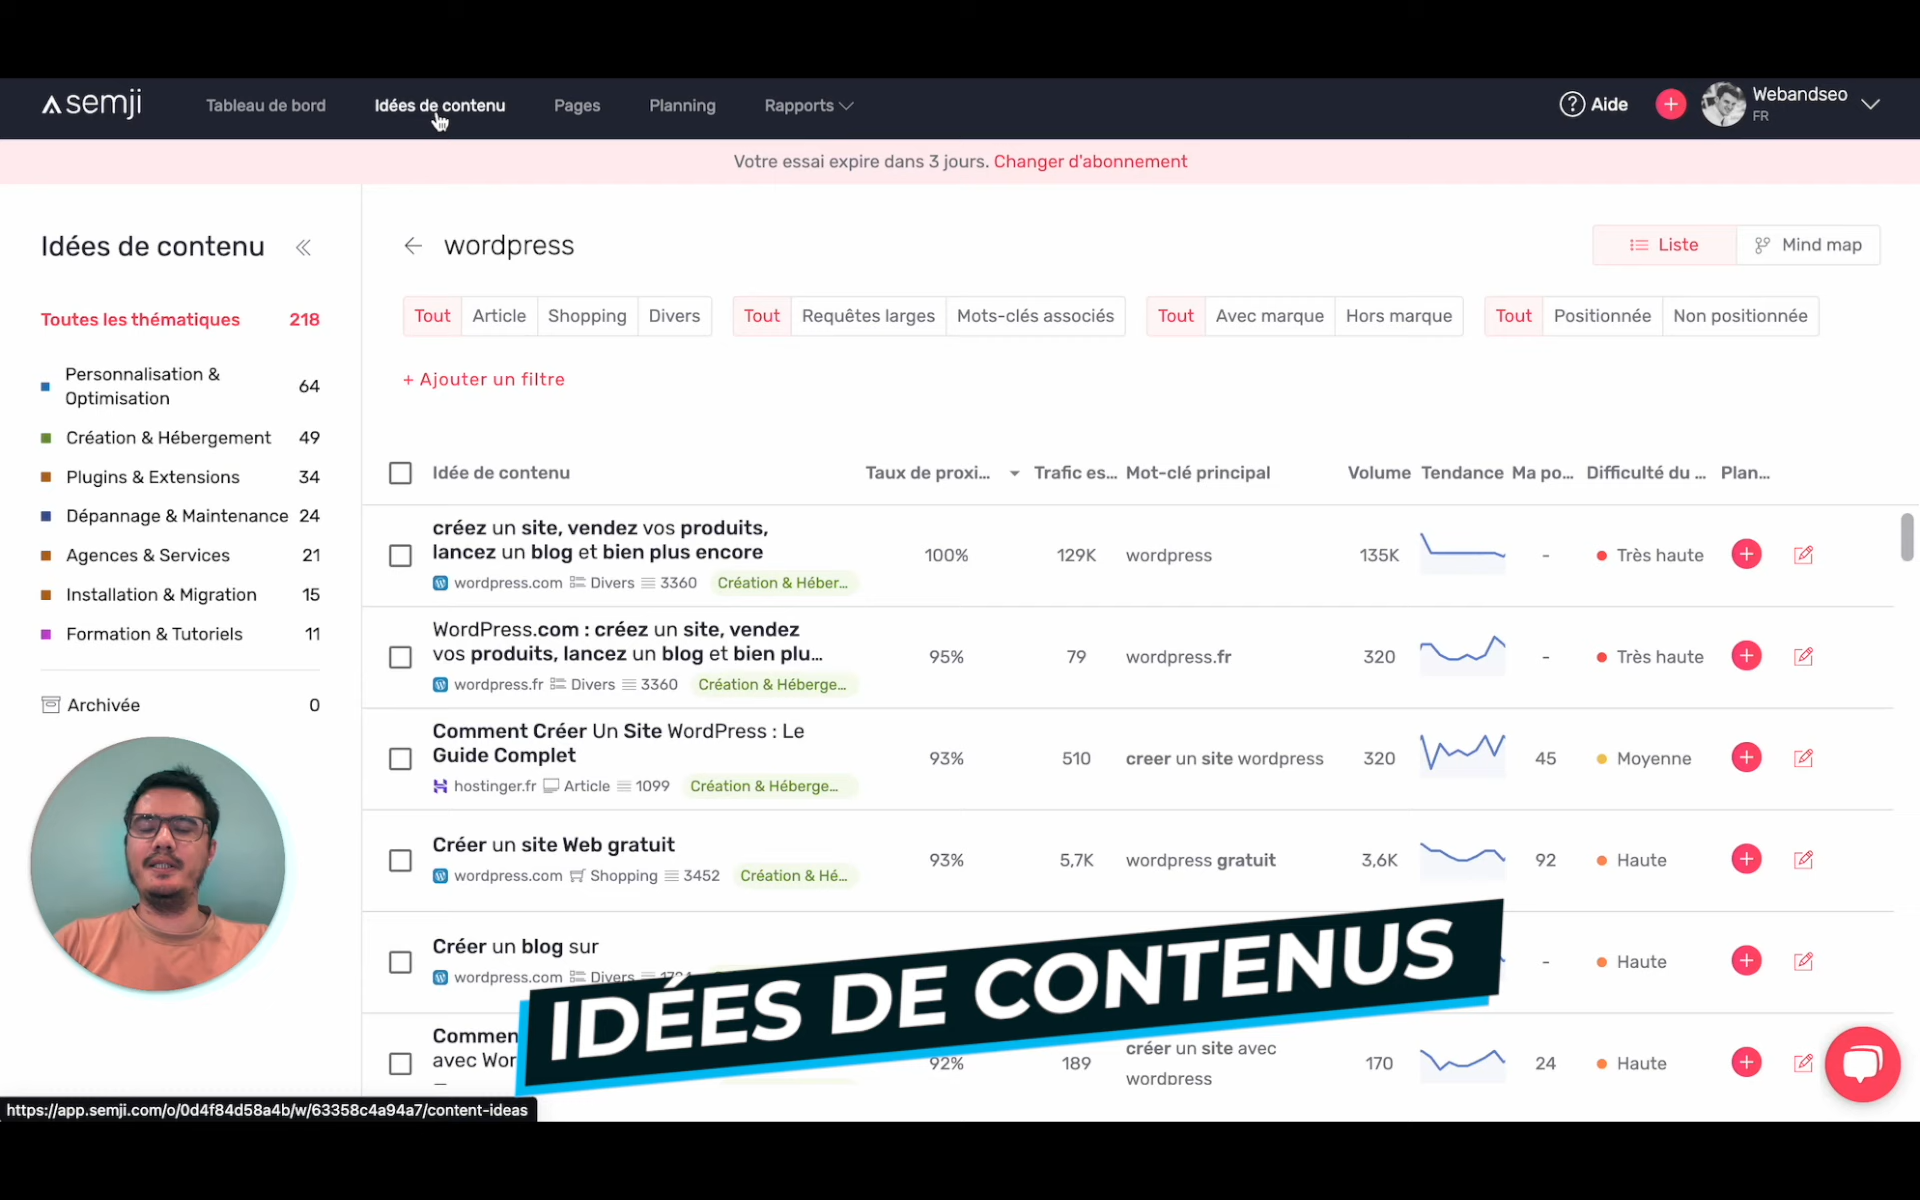 semji
Tableau de bord
Idées de contenu
Pages
Planning
Rapports
Aide
Webandseo
FR
Votre essai expire dans 3 jours. Changer d'abonnement
Idées de contenu
Toutes les thématiques 218
Personnalisation &
Optimisation
64
Création & Hébergement 49
Plugins & Extensions 34
Dépannage & Maintenance 24
Agences & Services 21
Installation & Migration 15
Formation & Tutoriels 11
Archivée 0
wordpress
Liste
Mind map
Tout Article Shopping Divers
Tout Requêtes larges Mots-clés associés
Tout Avec marque Hors marque
Tout Positionnée Non positionnée
+ Ajouter un filtre
Idée de contenu Taux de proxi... Trafic es... Mot-clé principal Volume Tendance Ma po... Difficulté du ... Plan...
créez un site, vendez vos produits,
lancez un blog et bien plus encore
wordpress.com Divers 3360 Création & Héber...
100% 129K wordpress 135K - Très haute
WordPress.com : créez un site, vendez
vos produits, lancez un blog et bien plu...
wordpress.fr Divers 3360 Création & Héberge...
95% 79 wordpress.fr 320 - Très haute
Comment Créer Un Site WordPress : Le
Guide Complet
hostinger.fr Article 1099 Création & Héberge...
93% 510 creer un site wordpress 320 45 Moyenne
Créer un site Web gratuit
wordpress.com Shopping 3452 Création & Hé...
93% 5,7K wordpress gratuit 3,6K 92 Haute
Créer un blog sur
wordpress.com Divers
- Haute
Commen
avec Wor
92% 189 créer un site avec
wordpress
170 24 Haute
IDÉES DE CONTENUS
https://app.semji.com/o/0d4f84d58a4b/w/63358c4a94a7/content-ideas